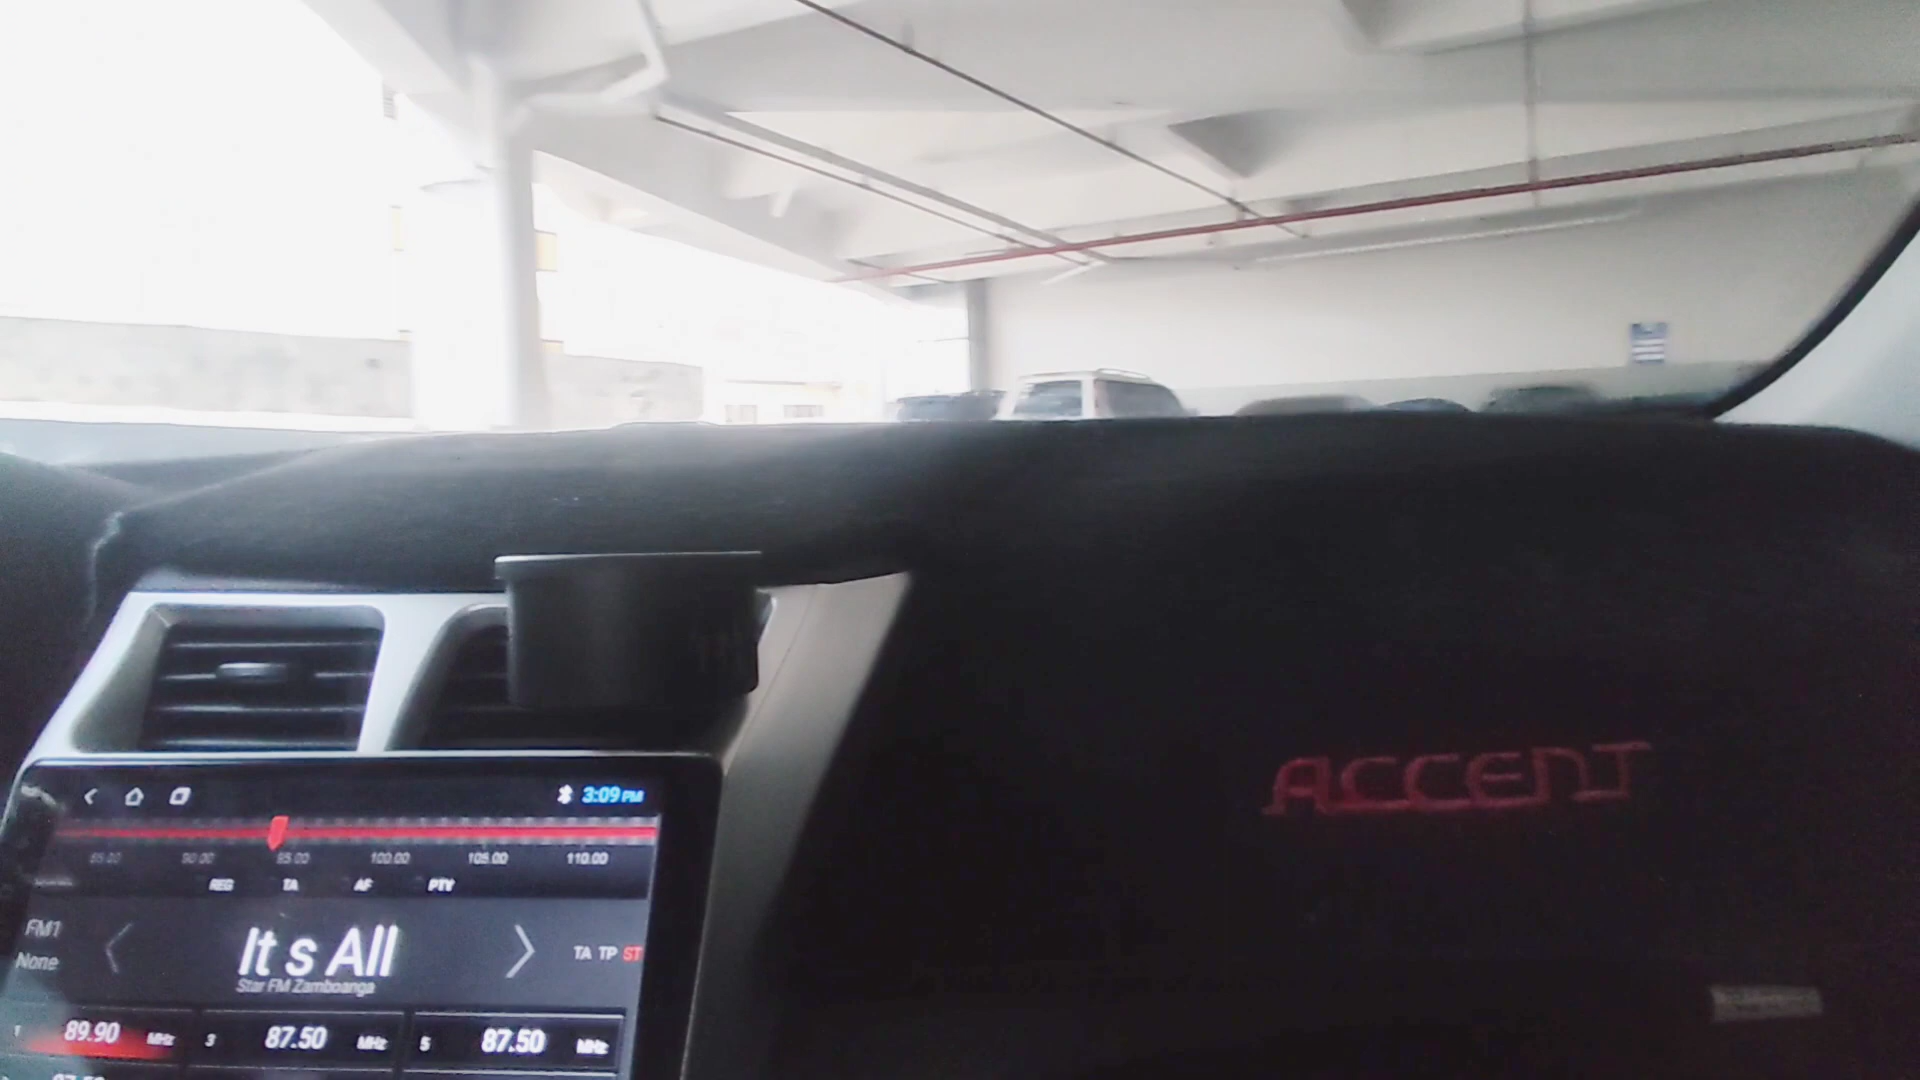 3:09 PM
85.00 90.00 95.00 100.00 105.00 110.00
REG TA AF PTY
FM1
It s All
TA TP ST
None
Star FM Zamboanga
1 89.90 MHz 3 87.50 MHz 5 87.50 MHz
ACCENT